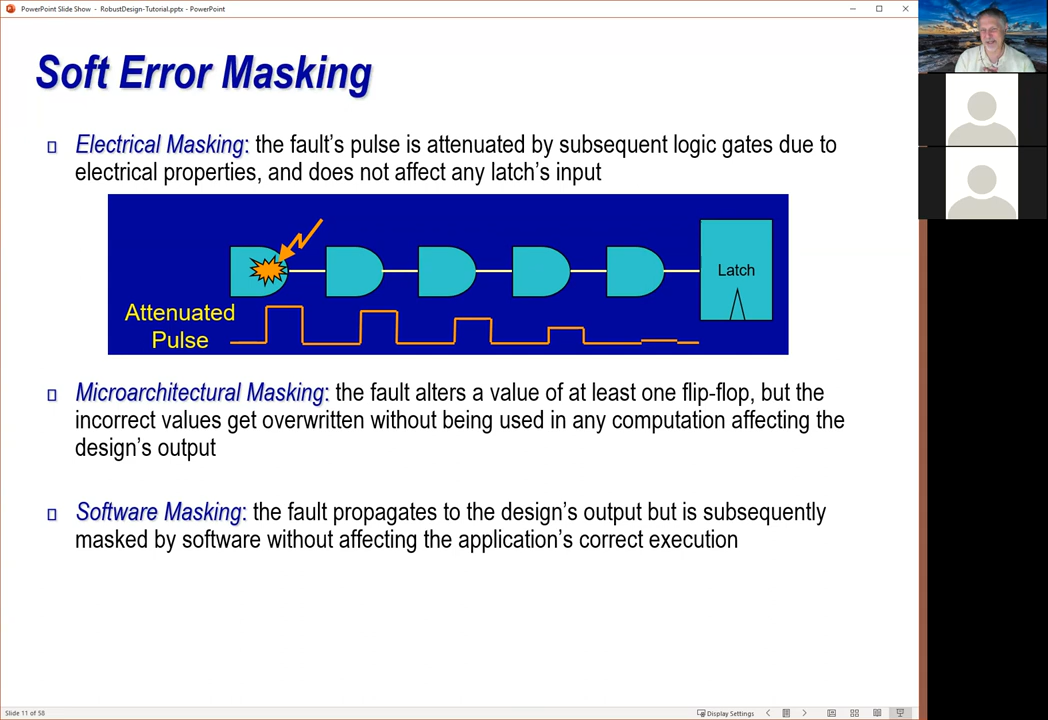 PowerPoint Slide Show - RobustDesign-Tutorial.pptx - PowerPoint
Soft Error Masking
Electrical Masking: the fault's pulse is attenuated by subsequent logic gates due to
electrical properties, and does not affect any latch's input
Latch
Attenuated
Pulse
Microarchitectural Masking: the fault alters a value of at least one flip-flop, but the
incorrect values get overwritten without being used in any computation affecting the
design's output
Software Masking: the fault propagates to the design's output but is subsequently
masked by software without affecting the application's correct execution
Slide 11 of 58
Display Settings